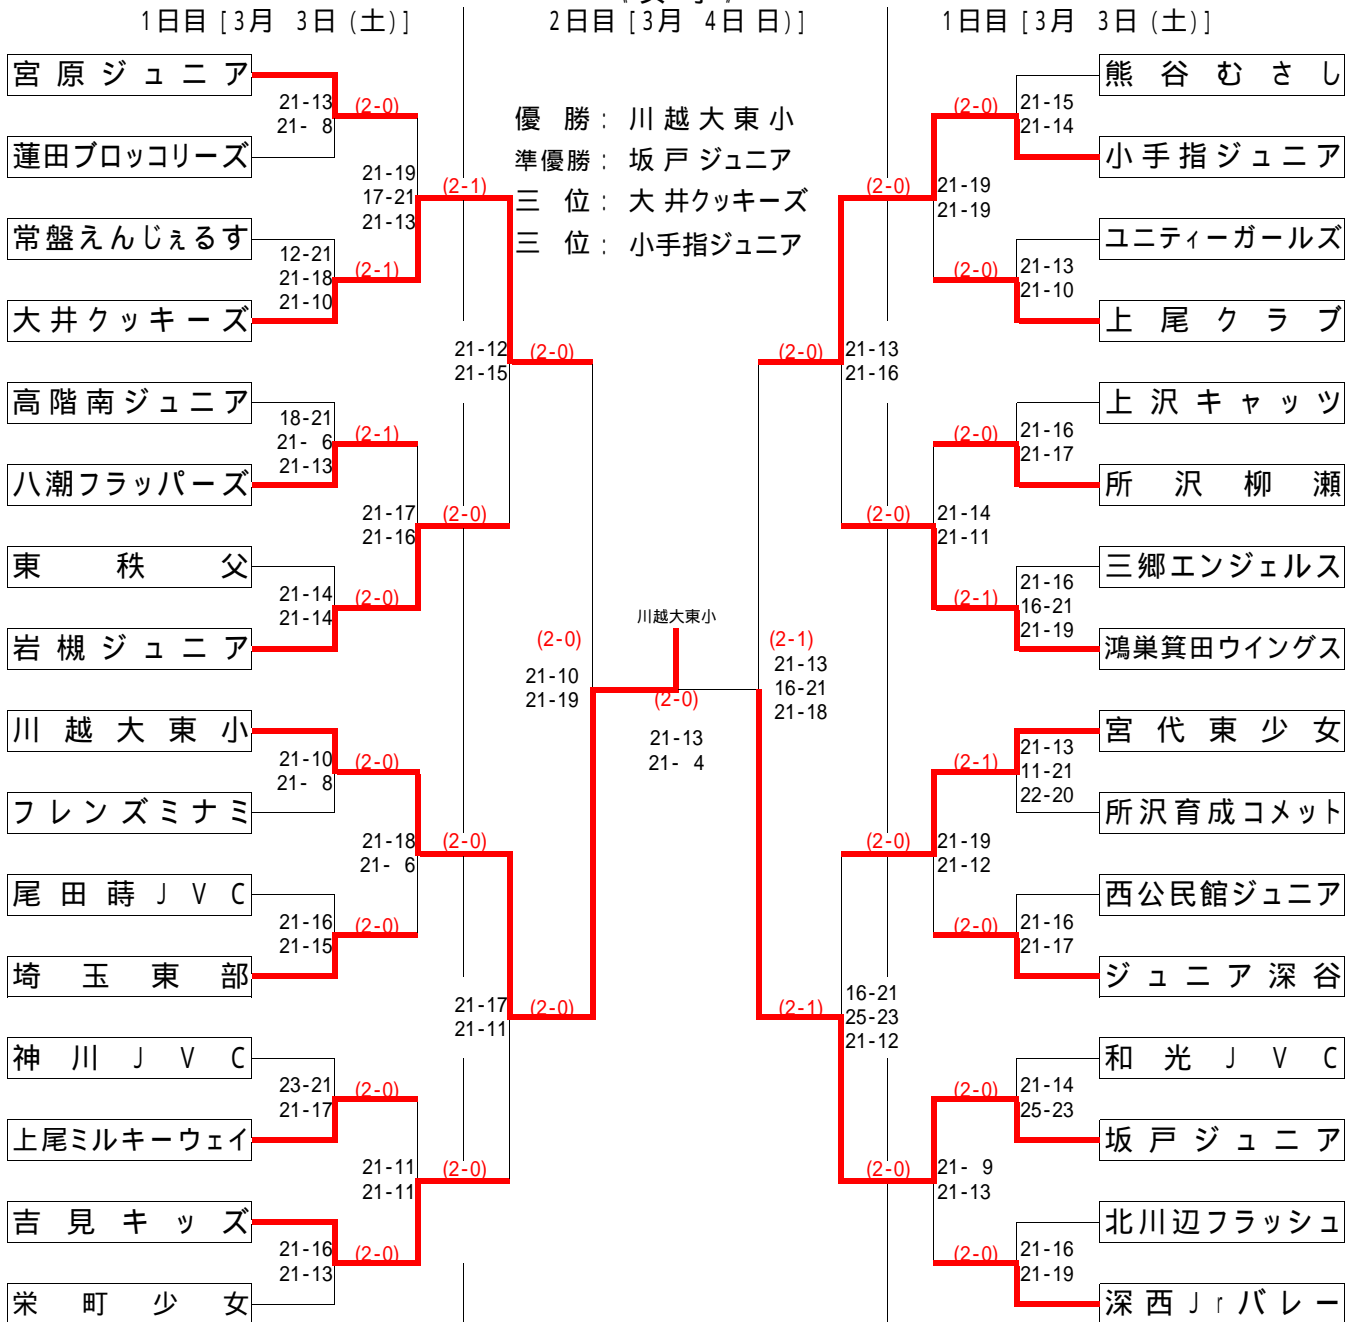 1日目 [3月 3日 (土)]
2日目 [3月 4日 日)]
1日目 [3月 3日 (土)]
優勝: 川越大東小
準優勝: 坂戸ジュニア
三位: 大井クッキーズ
三位: 小手指ジュニア
宮原ジュニア
21-13
21- 8
(2-0)
蓮田ブロッコリーズ
21-19
17-21
21-13
(2-1)
常盤えんじぇるす
12-21
21-18
21-10
(2-1)
大井クッキーズ
21-12
21-15
(2-0)
高階南ジュニア
18-21
21- 6
21-13
(2-1)
八潮フラッパーズ
21-17
21-16
(2-0)
東秩父
21-14
21-14
(2-0)
岩槻ジュニア
(2-0)
21-10
21-19
川越大東小
21-10
21- 8
(2-0)
フレンズミナミ
21-18
21- 6
(2-0)
尾田蒔JVC
21-16
21-15
(2-0)
埼玉東部
21-17
21-11
(2-0)
神川JVC
23-21
21-17
(2-0)
上尾ミルキーウェイ
21-11
21-11
(2-0)
吉見キッズ
21-16
21-13
(2-0)
栄町少女
川越大東小
(2-0)
21-13
21- 4
熊谷むさし
(2-0)
21-15
21-14
小手指ジュニア
(2-0)
21-19
21-19
ユニティーガールズ
(2-0)
21-13
21-10
上尾クラブ
(2-0)
21-13
21-16
上沢キャッツ
(2-0)
21-16
21-17
所沢柳瀬
(2-0)
21-14
21-11
三郷エンジェルス
(2-1)
21-16
16-21
21-19
鴻巣箕田ウイングス
(2-1)
21-13
16-21
21-18
宮代東少女
(2-1)
21-13
11-21
22-20
所沢育成コメット
(2-0)
21-19
21-12
西公民館ジュニア
(2-0)
21-16
21-17
ジュニア深谷
(2-1)
16-21
25-23
21-12
和光JVC
(2-0)
21-14
25-23
坂戸ジュニア
(2-0)
21- 9
21-13
北川辺フラッシュ
(2-0)
21-16
21-19
深西Jrバレー